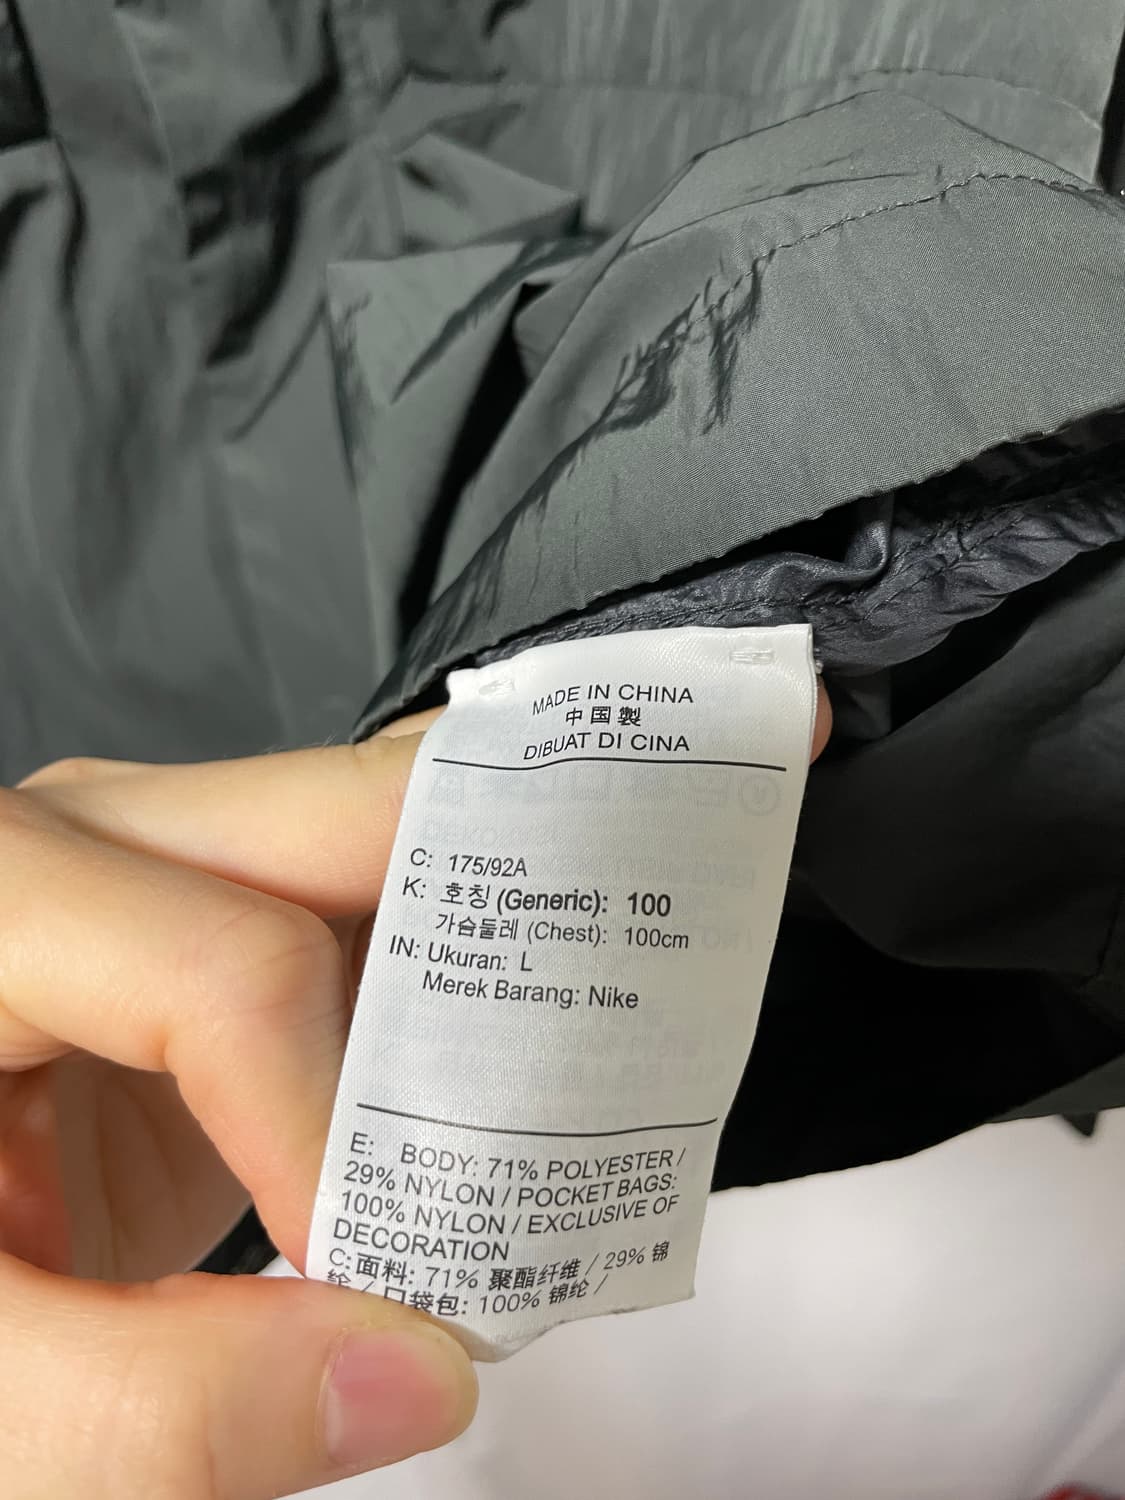 MADE IN CHINA
中国製
DIBUAT DI CINA
C: 175/92A
K: 호칭 (Generic): 100
가슴둘레 (Chest): 100cm
IN: Ukuran: L
Merek Barang: Nike
E: BODY: 71% POLYESTER /
29% NYLON / POCKET BAGS:
100% NYLON / EXCLUSIVE OF
DECORATION
C: 面料: 71% 聚酯纤维 / 29% 锦
纶 / 口袋包: 100% 锦纶 /